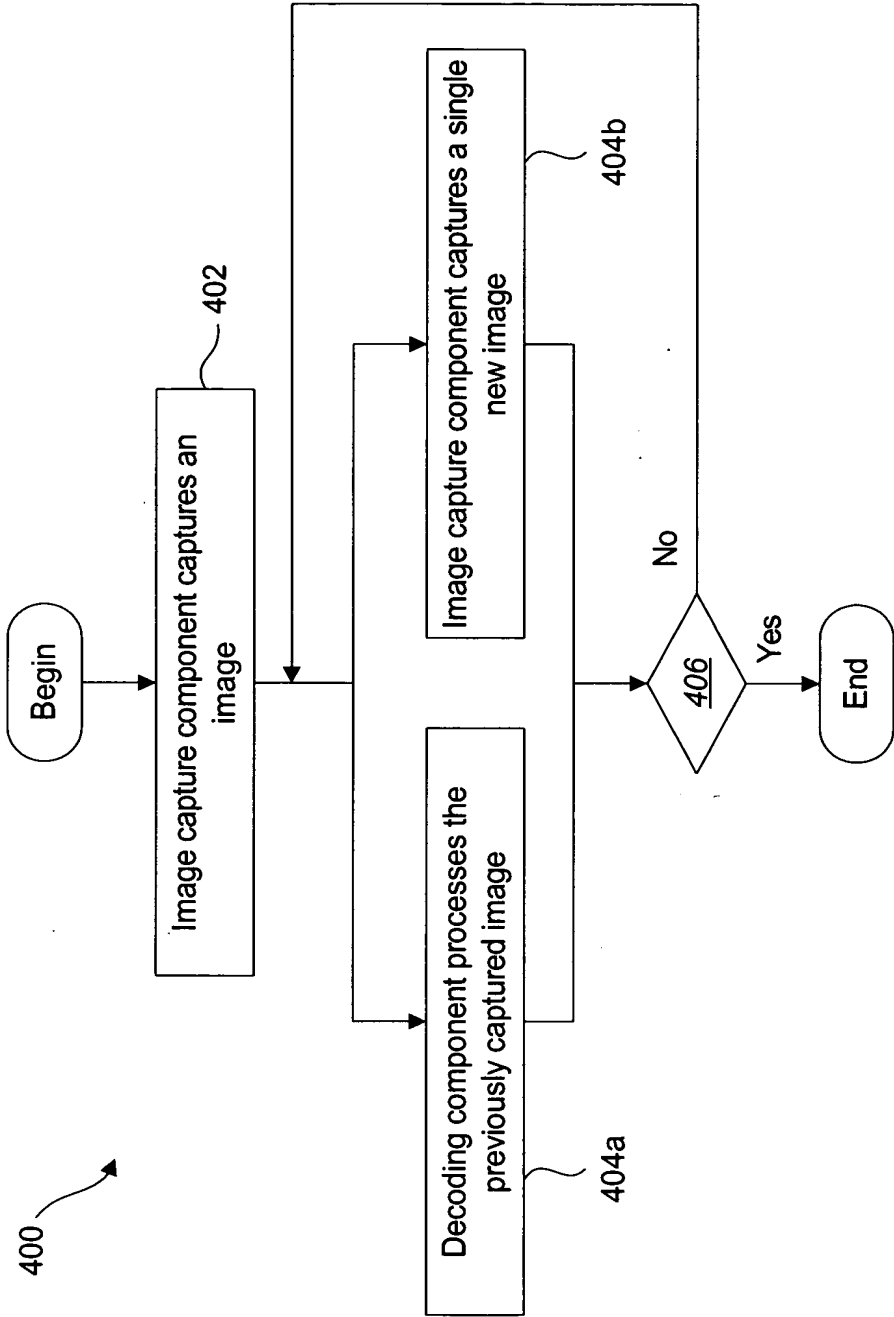 400
Begin
Image capture component captures an
image
402
Decoding component processes the
previously captured image
404a
Image capture component captures a single
new image
404b
406
No
Yes
End